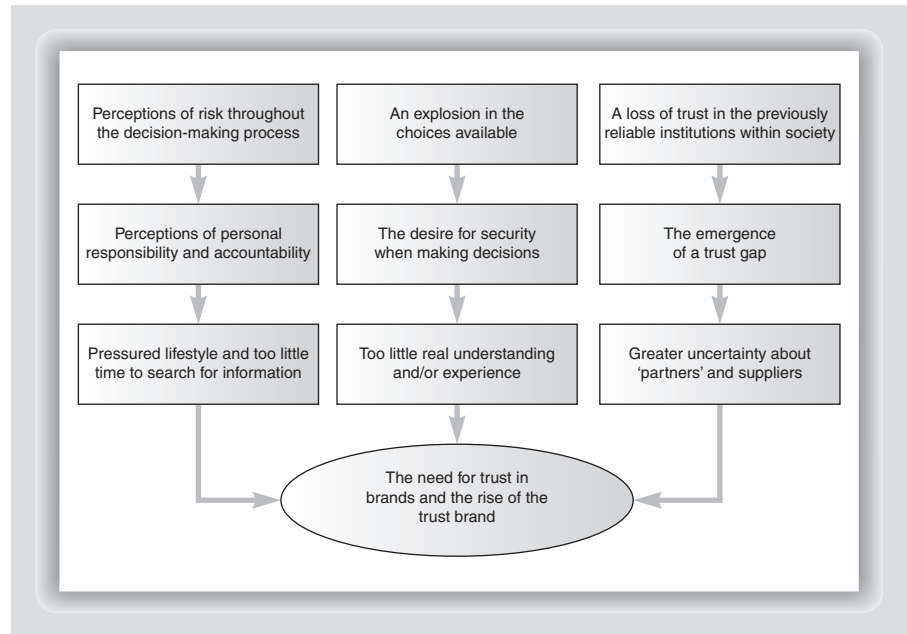 Perceptions of risk throughout
the decision-making process
An explosion in the
choices available
A loss of trust in the previously
reliable institutions within society
Perceptions of personal
responsibility and accountability
The desire for security
when making decisions
The emergence
of a trust gap
Pressured lifestyle and too little
time to search for information
Too little real understanding
and/or experience
Greater uncertainty about
‘partners’ and suppliers
The need for trust in
brands and the rise of the
trust brand